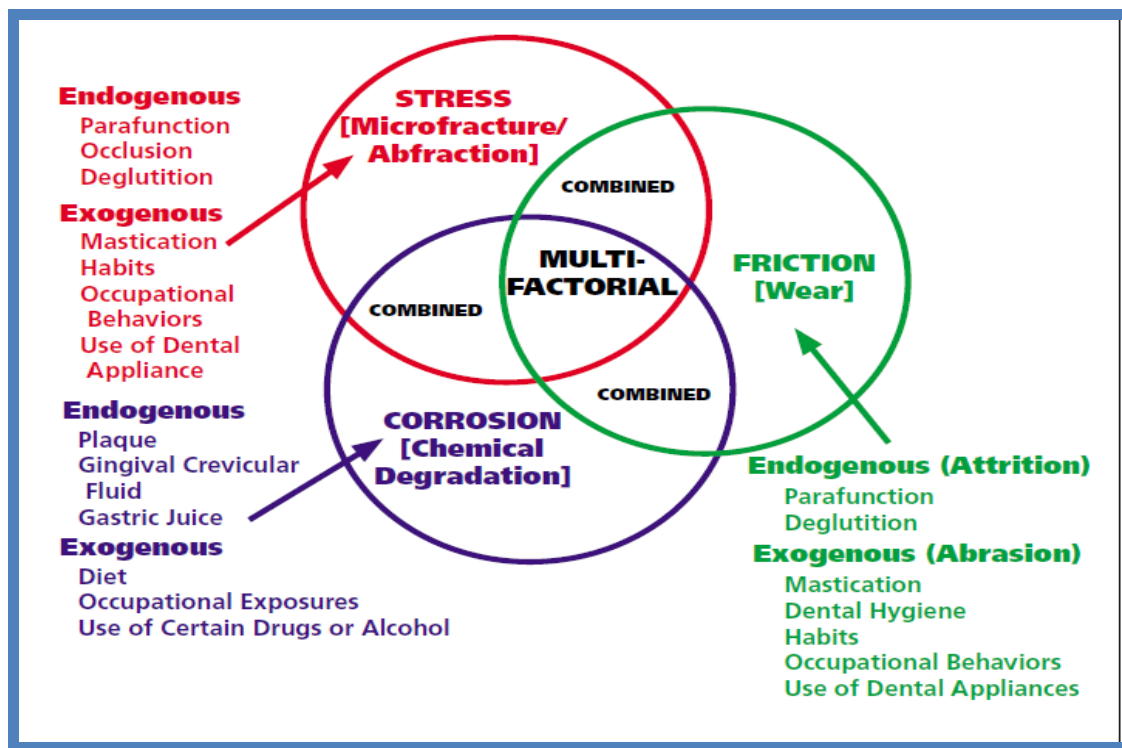 Endogenous
Parafunction
Occlusion
Deglutition
Exogenous
Mastication
Habits
Occupational
Behaviors
Use of Dental
Appliance
STRESS
[Microfracture/
Abfraction]
COMBINED
MULTI-
FACTORIAL
FRICTION
[Wear]
COMBINED
COMBINED
Endogenous
Plaque
Gingival Crevicular
Fluid
Gastric Juice
Exogenous
Diet
Occupational Exposures
Use of Certain Drugs or Alcohol
CORROSION
[Chemical
Degradation]
Endogenous (Attrition)
Parafunction
Deglutition
Exogenous (Abrasion)
Mastication
Dental Hygiene
Habits
Occupational Behaviors
Use of Dental Appliances